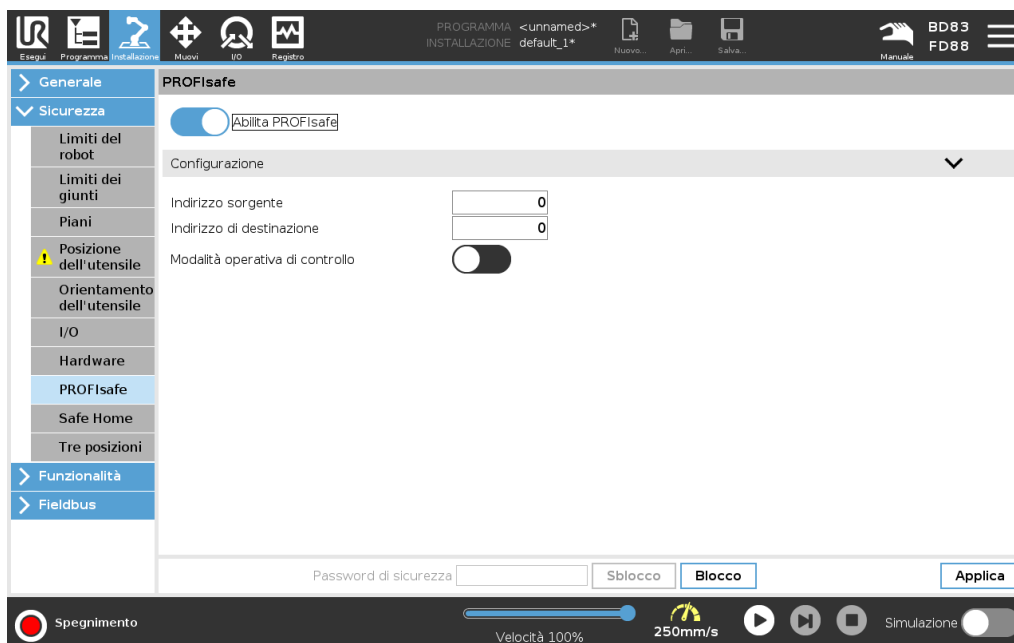 UR
PROGRAMMA <unnamed>*
INSTALLAZIONE default_1*
BD83
FD88
Esegui Programma Installazione Muovi I/O Registro Nuovo... Apri... Salva... Manuale
Generale
PROFIsafe
Sicurezza
Abilita PROFIsafe
Limiti del
robot
Configurazione
Limiti dei
giunti
Indirizzo sorgente 0
Piani
Indirizzo di destinazione 0
Posizione
dell'utensile
Modalità operativa di controllo
Orientamento
dell'utensile
I/O
Hardware
PROFIsafe
Safe Home
Tre posizioni
Funzionalità
Fieldbus
Password di sicurezza Sblocco Blocco Applica
Spegnimento
Velocità 100%
250mm/s
Simulazione